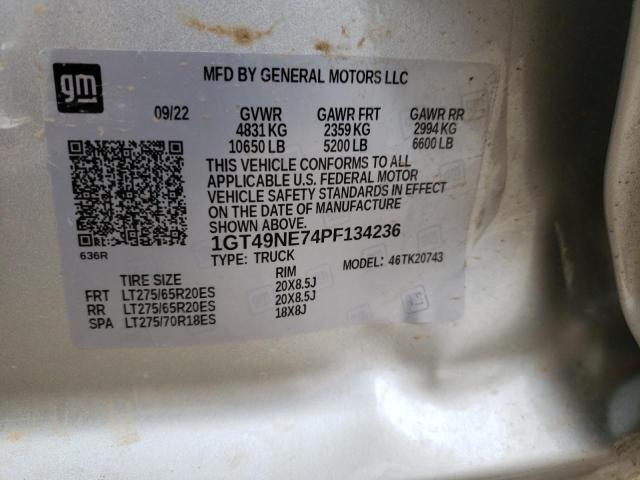 gm
MFD BY GENERAL MOTORS LLC
09/22 GVWR GAWR FRT GAWR RR
4831 KG 2359 KG 2994 KG
10650 LB 5200 LB 6600 LB
THIS VEHICLE CONFORMS TO ALL
APPLICABLE U.S. FEDERAL MOTOR
VEHICLE SAFETY STANDARDS IN EFFECT
ON THE DATE OF MANUFACTURE
SHOWN ABOVE.
636R
1GT49NE74PF134236
TYPE: TRUCK MODEL: 46TK20743
TIRE SIZE RIM
FRT LT275/65R20ES 20X8.5J
RR LT275/65R20ES 20X8.5J
SPA LT275/70R18ES 18X8J